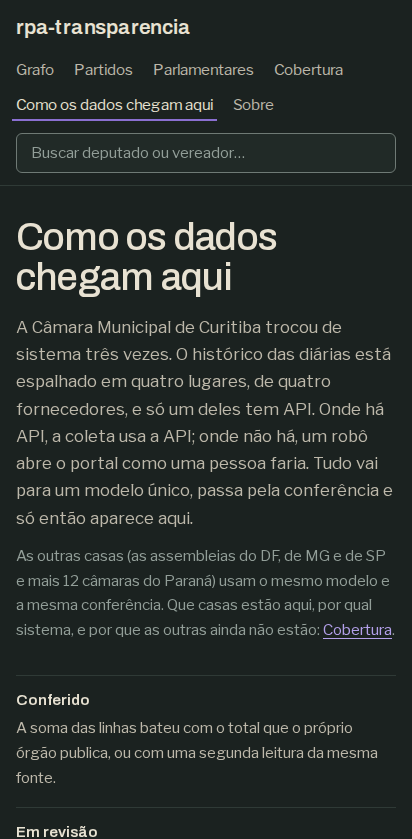 rpa-transparencia
Grafo Partidos Parlamentares Cobertura
Como os dados chegam aqui Sobre
Buscar deputado ou vereador...
Como os dados
chegam aqui
A Câmara Municipal de Curitiba trocou de
sistema três vezes. O histórico das diárias está
espalhado em quatro lugares, de quatro
fornecedores, e só um deles tem API. Onde há
API, a coleta usa a API; onde não há, um robô
abre o portal como uma pessoa faria. Tudo vai
para um modelo único, passa pela conferência e
só então aparece aqui.
As outras casas (as assembleias do DF, de MG e de SP
e mais 12 câmaras do Paraná) usam o mesmo modelo e
a mesma conferência. Que casas estão aqui, por qual
sistema, e por que as outras ainda não estão: Cobertura.
Conferido
A soma das linhas bateu com o total que o próprio
órgão publica, ou com uma segunda leitura da mesma
fonte.
Em revisão